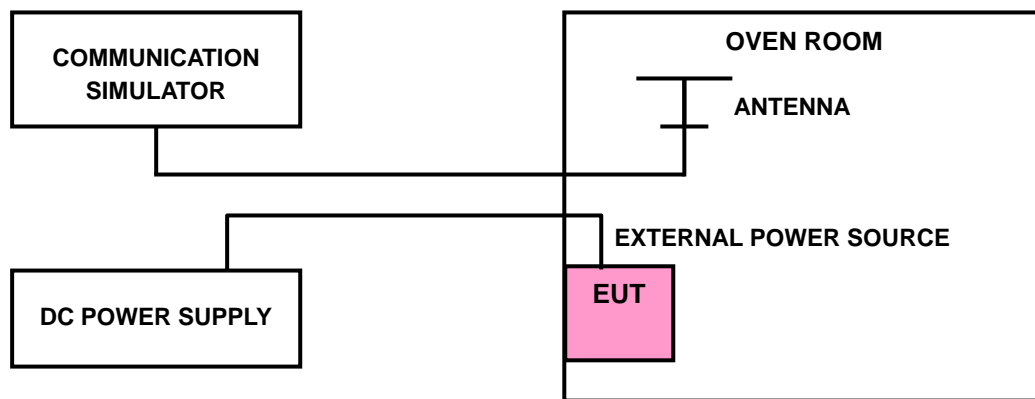 COMMUNICATION
SIMULATOR
OVEN ROOM
ANTENNA
EXTERNAL POWER SOURCE
EUT
DC POWER SUPPLY